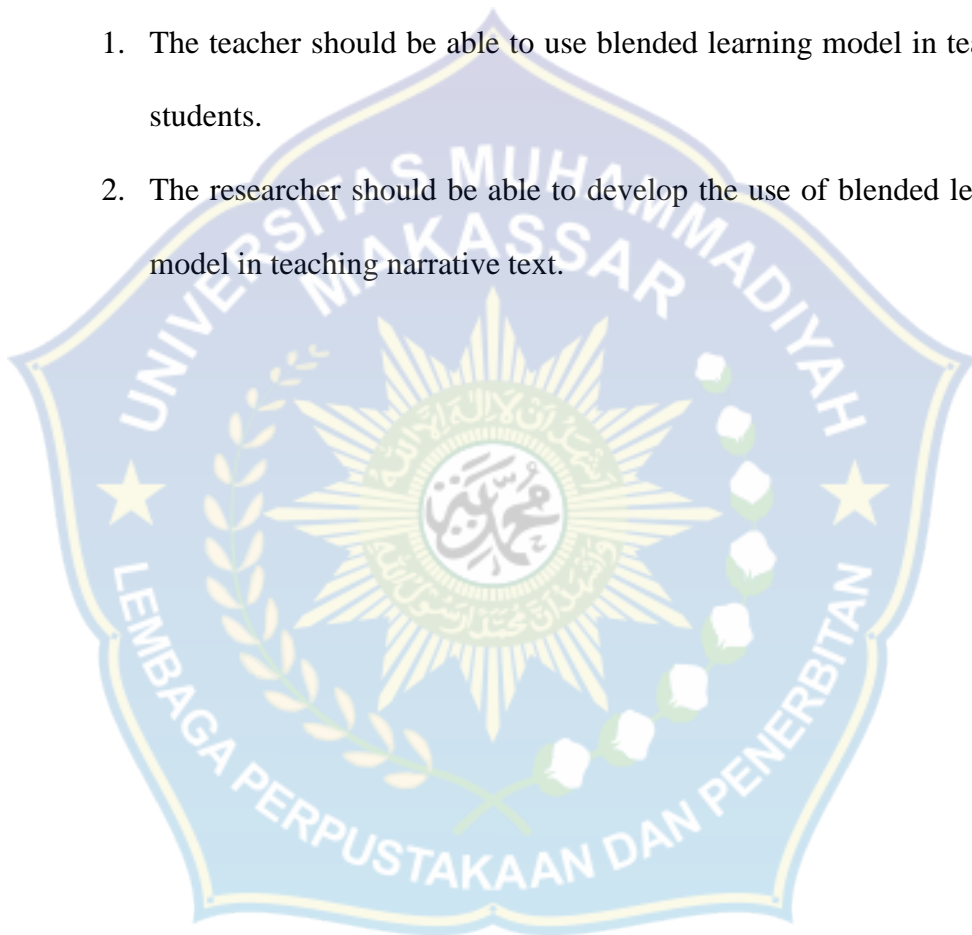 1. The teacher should be able to use blended learning model in tea
students.
2. The researcher should be able to develop the use of blended le
model in teaching narrative text.
UNIVERSITAS MUHAMMADIYAH
MAKASSAR
LEMBAGA PERPUSTAKAAN DAN PENERBITAN